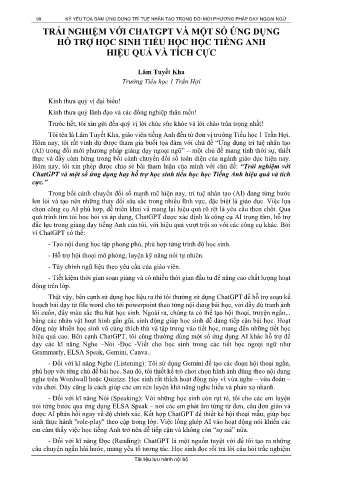 98 KỶ YẾU TỌA ĐÀM ỨNG DỤNG TRÍ TUỆ NHÂN TẠO TRONG ĐỔI MỚI PHƯƠNG PHÁP DẠY NGOẠI NGỮ
TRẢI NGHIỆM VỚI CHATGPT VÀ MỘT SỐ ỨNG DỤNG
HỖ TRỢ HỌC SINH TIỂU HỌC HỌC TIẾNG ANH
HIỆU QUẢ VÀ TÍCH CỰC
Lâm Tuyết Kha
Trường Tiểu học 1 Trần Hợi
Kính thưa quý vị đại biểu!
Kính thưa quý lãnh đạo và các đồng nghiệp thân mến!
Trước hết, tôi xin gửi đến quý vị lời chúc sức khỏe và lời chào trân trọng nhất!
Tôi tên là Lâm Tuyết Kha, giáo viên tiếng Anh đến từ đơn vị trường Tiểu học 1 Trần Hợi.
Hôm nay, tôi rất vinh dự được tham gia buổi tọa đàm với chủ đề "Ứng dụng trí tuệ nhân tạo
(AI) trong đổi mới phương pháp giảng dạy ngoại ngữ" – một chủ đề mang tính thời sự, thiết
thực và đầy cảm hứng trong bối cảnh chuyển đổi số toàn diện của ngành giáo dục hiện nay.
Hôm nay, tôi xin phép được chia sẻ bài tham luận của mình với chủ đề: "Trải nghiệm với
ChatGPT và một số ứng dụng hay hỗ trợ học sinh tiểu học học Tiếng Anh hiệu quả và tích
cực."
Trong bối cảnh chuyển đổi số mạnh mẽ hiện nay, trí tuệ nhân tạo (AI) đang từng bước
len lỏi và tạo nên những thay đổi sâu sắc trong nhiều lĩnh vực, đặc biệt là giáo dục. Việc lựa
chọn công cụ AI phù hợp, dễ triển khai và mang lại hiệu quả rõ rệt là yêu cầu then chốt. Qua
quá trình tìm tòi học hỏi và áp dụng, ChatGPT được xác định là công cụ AI trọng tâm, hỗ trợ
đắc lực trong giảng dạy tiếng Anh của tôi, với hiệu quả vượt trội so với các công cụ khác. Bởi
vì ChatGPT có thể:
- Tạo nội dung học tập phong phú, phù hợp từng trình độ học sinh.
- Hỗ trợ hội thoại mô phỏng, luyện kỹ năng nói tự nhiên.
- Tùy chỉnh ngữ liệu theo yêu cầu của giáo viên.
- Tiết kiệm thời gian soạn giảng và có nhiều thời gian đầu tư để nâng cao chất lượng hoạt
động trên lớp.
Thật vậy, bên cạnh sử dụng học liệu ra thì tôi thường sử dụng ChatGPT để hỗ trợ soạn kế
hoạch bài dạy từ file word cho tới powerpoint theo từng nội dung bài học, với đầy đủ tranh ảnh
lôi cuốn, đầy màu sắc thu hút học sinh. Ngoài ra, chúng ta có thể tạo hội thoại, truyện ngắn,..
bằng các nhân vật hoạt hình gần gũi, sinh động giúp học sinh dễ dàng tiếp cận bài học. Hoạt
động này khiến học sinh vô cùng thích thú và tập trung vào tiết học, mang đến những tiết học
hiệu quả cao. Bên cạnh ChatGPT, tôi cũng thường dùng một số ứng dụng AI khác hỗ trợ để
dạy các kĩ năng Nghe –Nói -Đọc -Viết cho học sinh trong các tiết học ngoại ngữ như
Grammarly, ELSA Speak, Gemini, Canva..
- Đối với kĩ năng Nghe (Listening): Tôi sử dụng Gemini để tạo các đoạn hội thoại ngắn,
phù hợp với từng chủ đề bài học. Sau đó, tôi thiết kế trò chơi chọn hình ảnh đúng theo nội dung
nghe trên Wordwall hoặc Quizizz. Học sinh rất thích hoạt động này vì vừa nghe – vừa đoán –
vừa chơi. Đây cũng là cách giúp các em rèn luyện khả năng nghe hiểu và phản xạ nhanh.
- Đối với kĩ năng Nói (Speaking): Với những học sinh còn rụt rè, tôi cho các em luyện
nói từng bước qua ứng dụng ELSA Speak – nơi các em phát âm từng từ đơn, câu đơn giản và
được AI phản hồi ngay về độ chính xác. Kết hợp ChatGPT để thiết kế hội thoại mẫu, giúp học
sinh thực hành "role-play" theo cặp trong lớp. Việc lồng ghép AI vào hoạt động nói khiến các
em cảm thấy việc học tiếng Anh trở nên dễ tiếp cận và không còn "sợ sai" nữa.
- Đối với kĩ năng Đọc (Reading): ChatGPT là một nguồn tuyệt vời để tôi tạo ra những
câu chuyện ngắn hài hước, mang yếu tố tương tác. Học sinh đọc rồi trả lời câu hỏi trắc nghiệm
Tài liệu lưu hành nội bộ